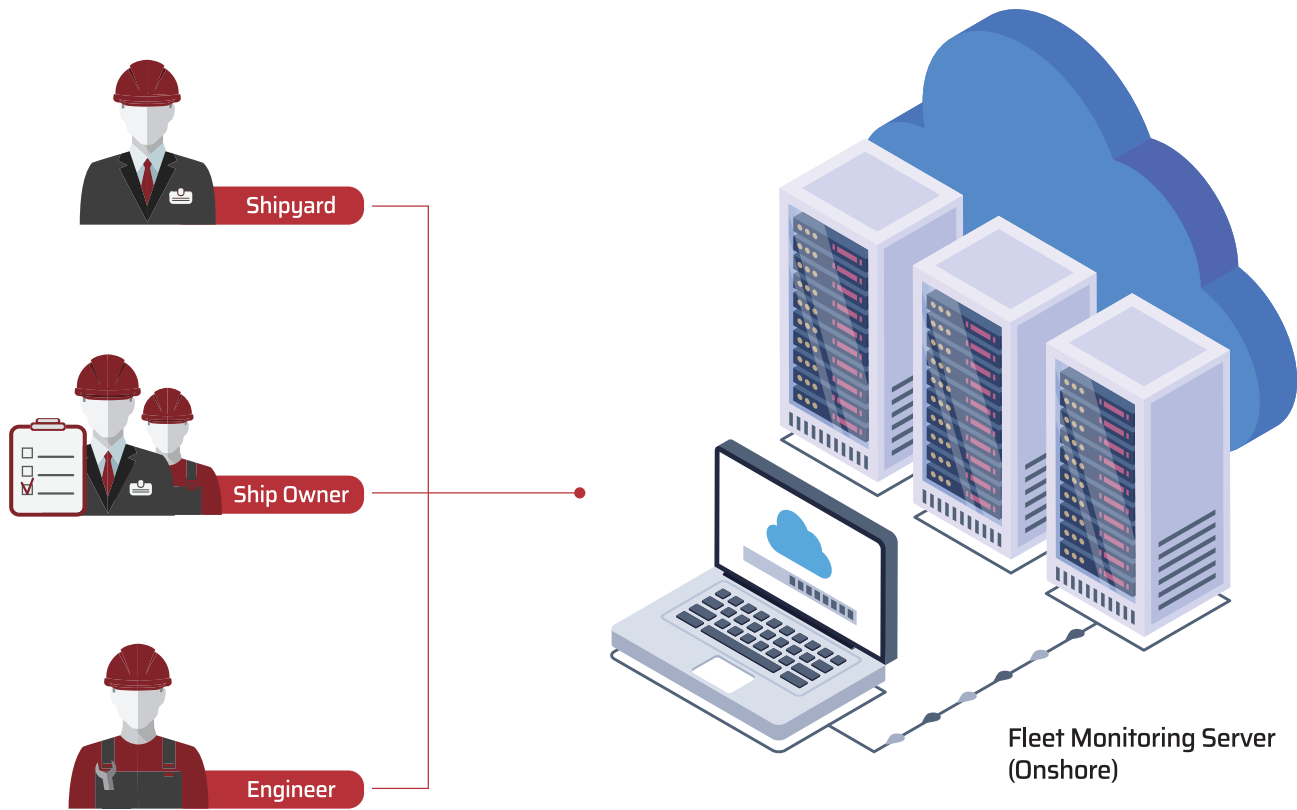 Shipyard
Ship Owner
Engineer
Fleet Monitoring Server
(Onshore)